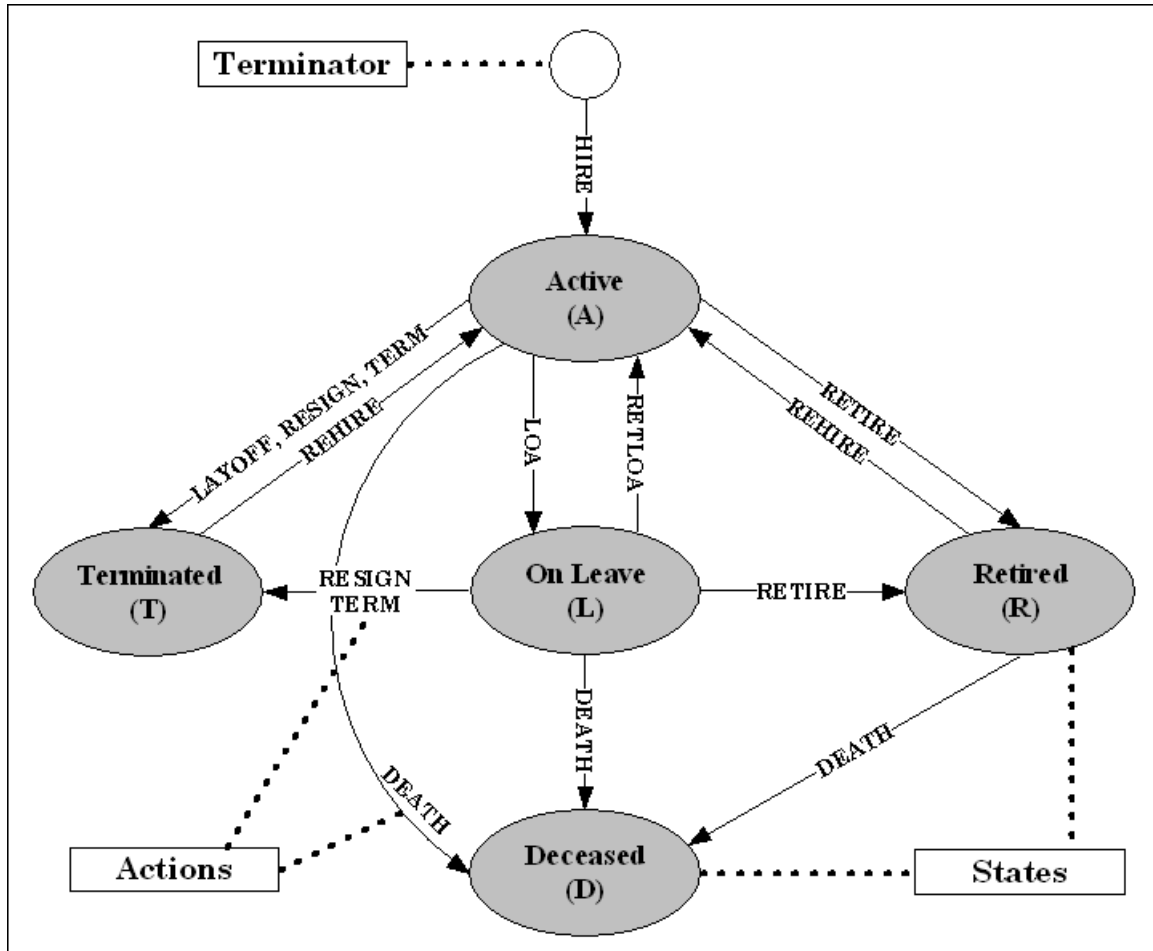 Terminator
HIRE
Active
(A)
LAYOFF, RESIGN, TERM
REHIRE
LOA
RETLOA
RETIRE
REHIRE
Terminated
(T)
RESIGN
TERM
On Leave
(L)
RETIRE
Retired
(R)
DEATH
DEATH
DEATH
Actions
Deceased
(D)
States